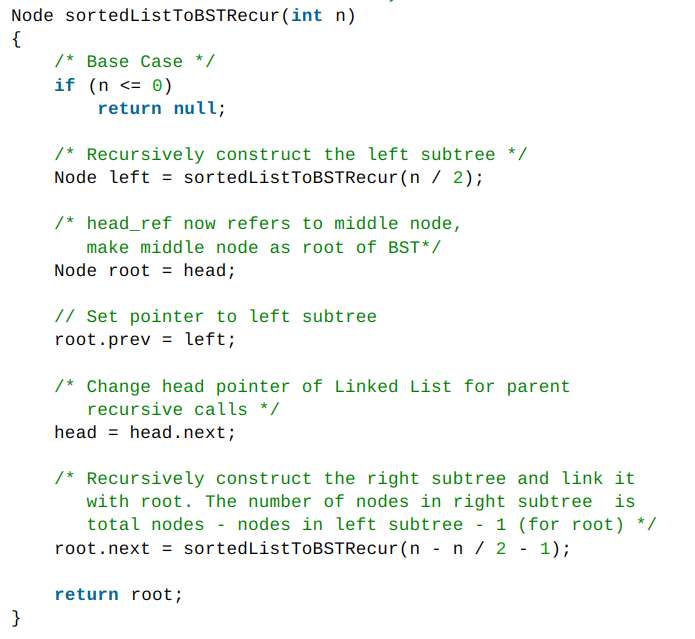 Node sortedListToBSTRecur(int n)
{
    /* Base Case */
    if (n <= 0)
        return null;

    /* Recursively construct the left subtree */
    Node left = sortedListToBSTRecur(n / 2);

    /* head_ref now refers to middle node,
       make middle node as root of BST*/
    Node root = head;

    // Set pointer to left subtree
    root.prev = left;

    /* Change head pointer of Linked List for parent
       recursive calls */
    head = head.next;

    /* Recursively construct the right subtree and link it
       with root. The number of nodes in right subtree  is
       total nodes - nodes in left subtree - 1 (for root) */
    root.next = sortedListToBSTRecur(n - n / 2 - 1);

    return root;
}